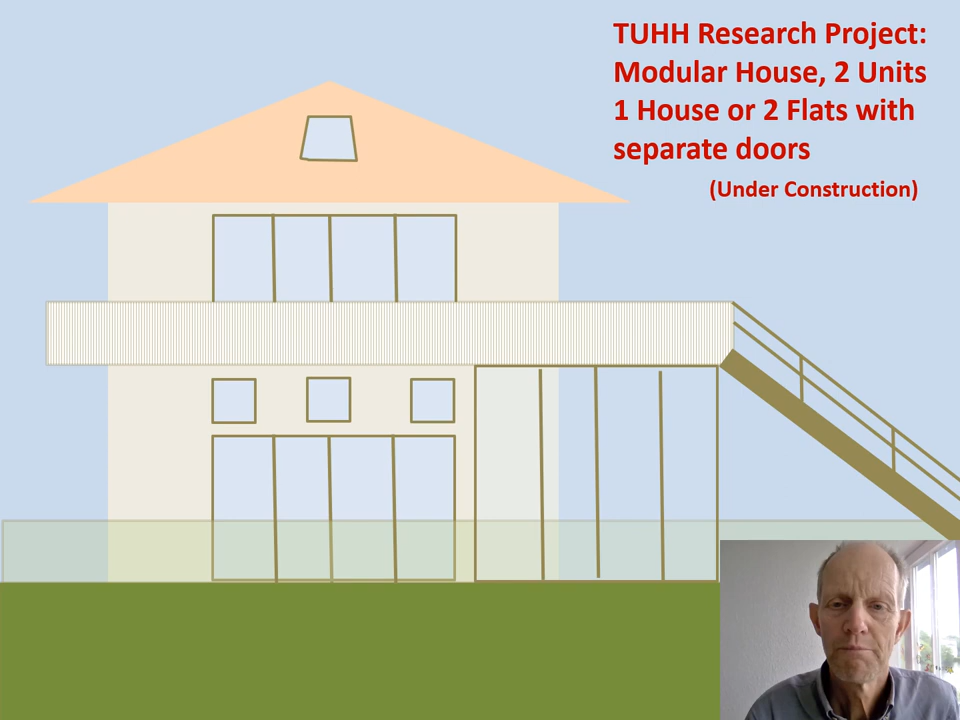 TUHH Research Project:
Modular House, 2 Units
1 House or 2 Flats with
separate doors
(Under Construction)